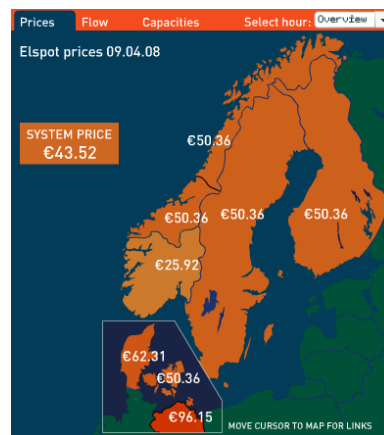 Prices Flow Capacities Select hour: Overview
Elspot prices 09.04.08
SYSTEM PRICE
€43.52
€50.36
€50.36 €50.36 €50.36
€25.92
€62.31
€50.36
€96.15
MOVE CURSOR TO MAP FOR LINKS